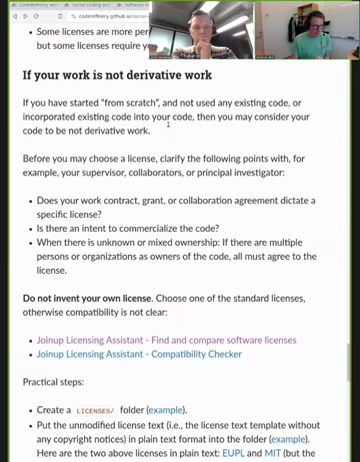 coderefinery.github.io/social-
Some licenses are more per
but some licenses require yo
If your work is not derivative work
If you have started “from scratch”, and not used any existing code, or
incorporated existing code into your code, then you may consider your
code to be not derivative work.
Before you may choose a license, clarify the following points with, for
example, your supervisor, collaborators, or principal investigator:
• Does your work contract, grant, or collaboration agreement dictate a
specific license?
• Is there an intent to commercialize the code?
• When there is unknown or mixed ownership: If there are multiple
persons or organizations as owners of the code, all must agree to the
license.
Do not invent your own license. Choose one of the standard licenses,
otherwise compatibility is not clear:
• Joinup Licensing Assistant - Find and compare software licenses
• Joinup Licensing Assistant - Compatibility Checker
Practical steps:
• Create a LICENSES/ folder (example).
• Put the unmodified license text (i.e., the license text template without
any copyright notices) in plain text format into the folder (example).
Here are the two above licenses in plain text: EUPL and MIT (but the